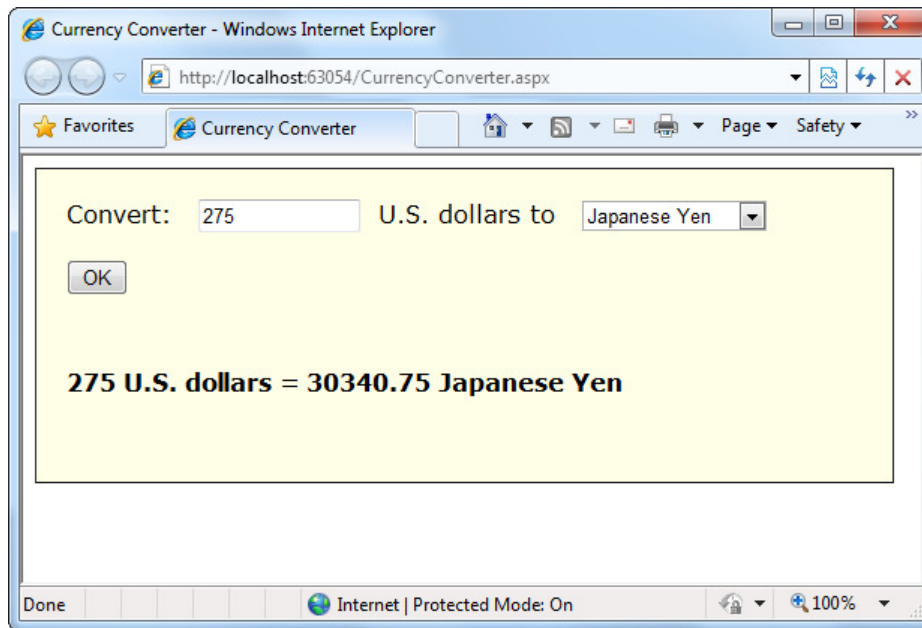 Currency Converter - Windows Internet Explorer
http://localhost:63054/CurrencyConverter.aspx
Favorites Currency Converter Page Safety »
Convert: 275 U.S. dollars to Japanese Yen
OK
275 U.S. dollars = 30340.75 Japanese Yen
Done Internet | Protected Mode: On 100%